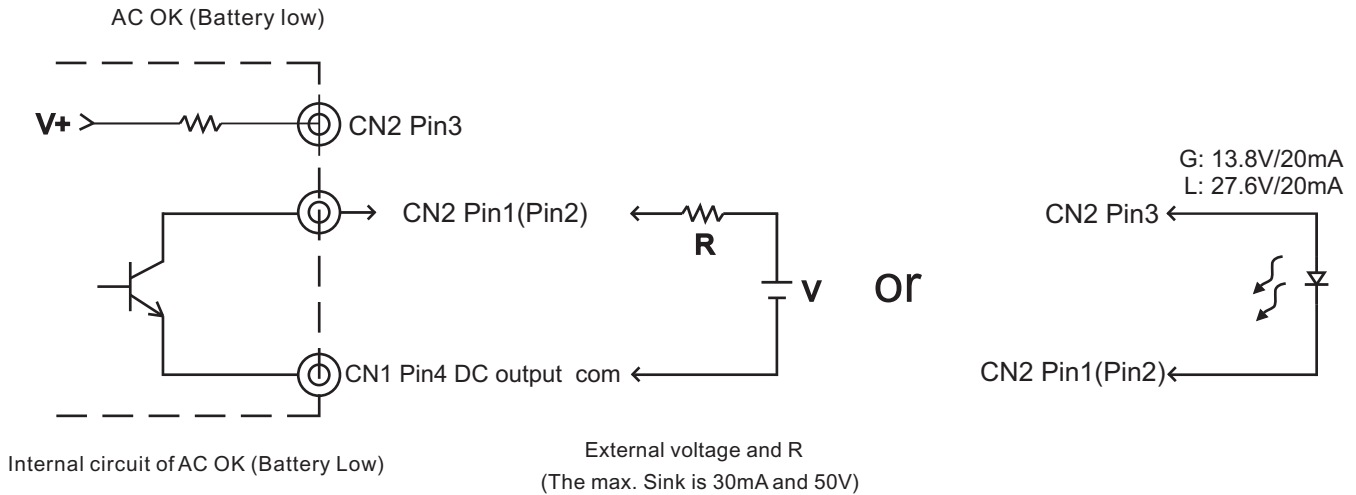 AC OK (Battery low)
V+
CN2 Pin3
CN2 Pin1(Pin2)
R
V
CN1 Pin4 DC output com
or
G: 13.8V/20mA
L: 27.6V/20mA
CN2 Pin3
CN2 Pin1(Pin2)
Internal circuit of AC OK (Battery Low)
External voltage and R
(The max. Sink is 30mA and 50V)